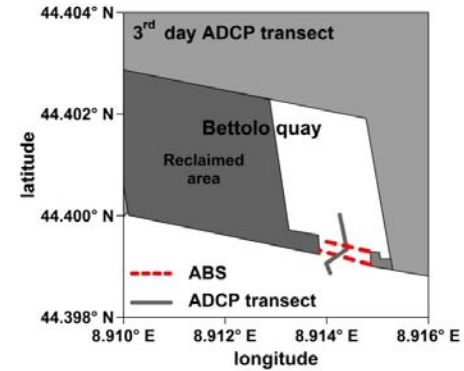 3rd day ADCP transect
44.404° N
44.402° N
44.400° N
44.398° N
latitude
Bettolo quay
Reclaimed
area
ABS
ADCP transect
8.910° E 8.912° E 8.914° E 8.916° E
longitude